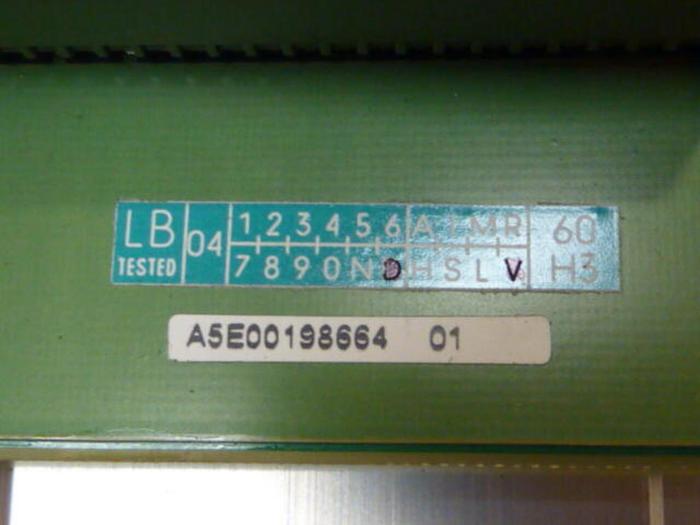 LB 04 1 2 3 4 5 6 A I M R 60
TESTED 7 8 9 0 N D H S L V H3
A5E00198664 01